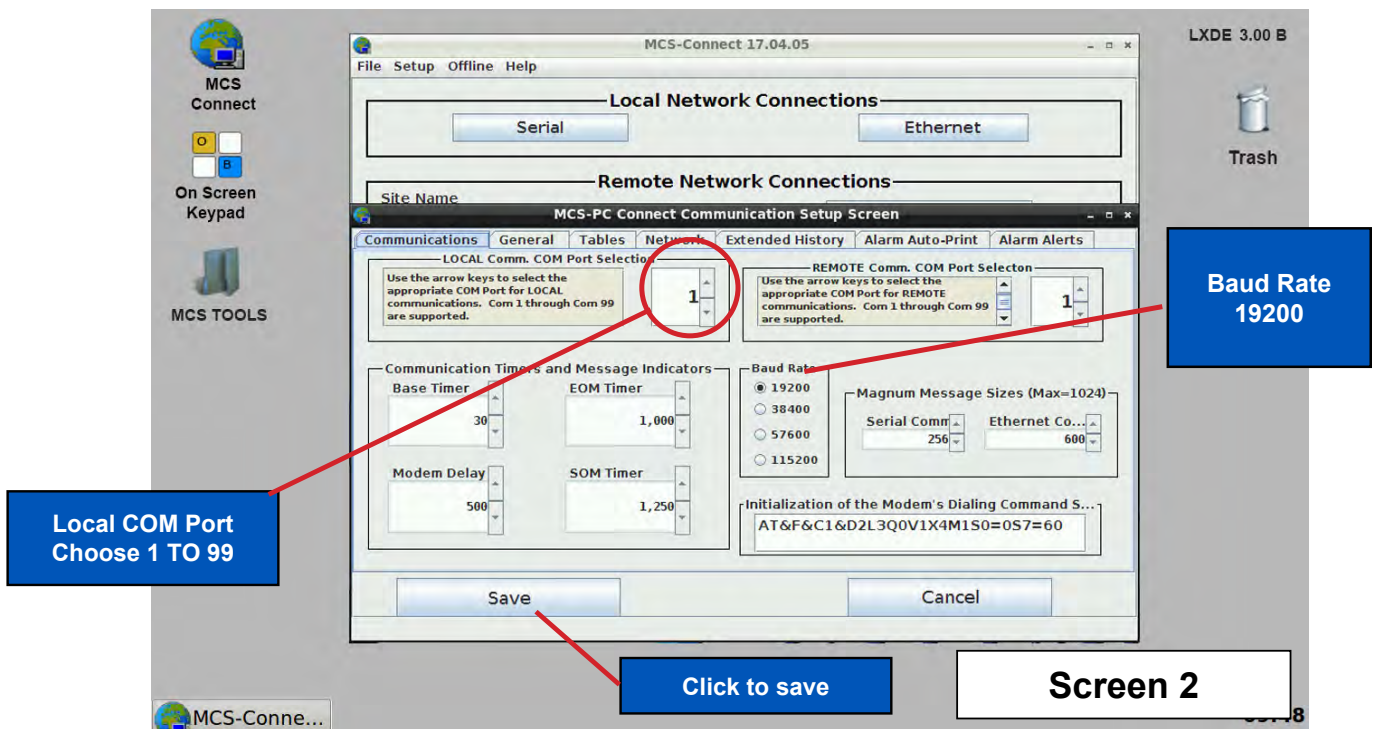 LXDE 3.00 B
MCS
Connect
O
B
On Screen
Keypad
MCS TOOLS
Trash
MCS-Connect 17.04.05
File Setup Offline Help
Local Network Connections
Serial
Ethernet
Remote Network Connections
Site Name
MCS-PC Connect Communication Setup Screen
Communications General Tables Network Extended History Alarm Auto-Print Alarm Alerts
LOCAL Comm. COM Port Selection
Use the arrow keys to select the
appropriate COM Port for LOCAL
communications. Com 1 through Com 99
are supported.
1
REMOTE Comm. COM Port Selecton
Use the arrow keys to select the
appropriate COM Port for REMOTE
communications. Com 1 through Com 99
are supported.
1
Communication Timers and Message Indicators
Base Timer
30
EOM Timer
1,000
Modem Delay
500
SOM Timer
1,250
Baud Rate
19200
38400
57600
115200
Magnum Message Sizes (Max=1024)
Serial Comm
256
Ethernet Co...
600
Initialization of the Modem's Dialing Command S...
AT&F&C1&D2L3Q0V1X4M1S0=0S7=60
Save
Cancel
Baud Rate
19200
Local COM Port
Choose 1 TO 99
Click to save
Screen 2
MCS-Conne...